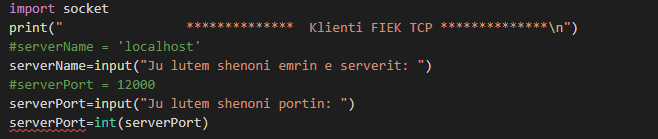 import socket
print("               **************  Klienti FIEK TCP **************\n")
#serverName = 'localhost'
serverName=input("Ju lutem shenoni emrin e serverit: ")
#serverPort = 12000
serverPort=input("Ju lutem shenoni portin: ")
serverPort=int(serverPort)